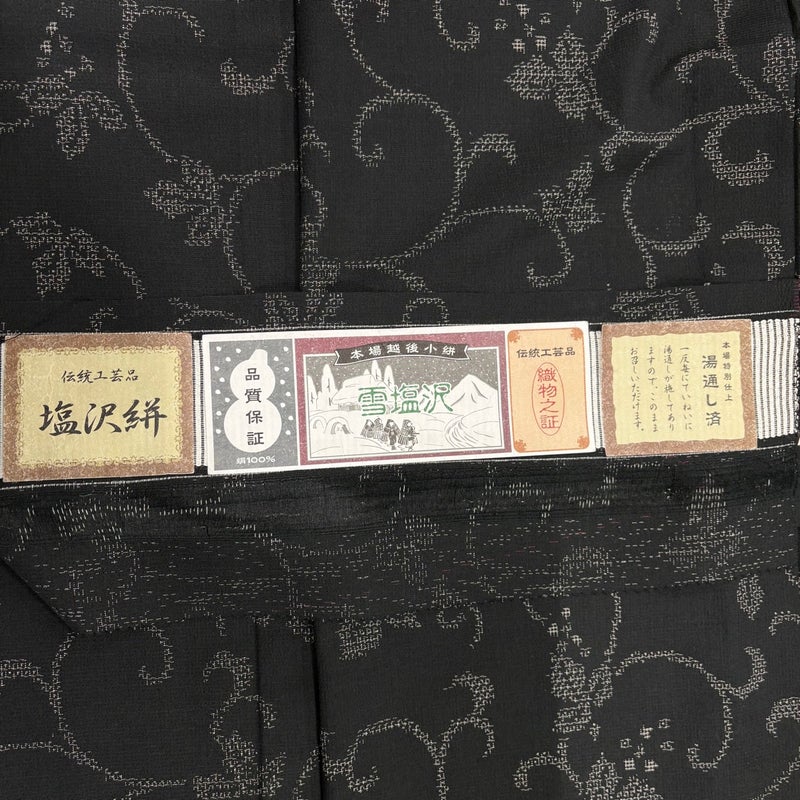 伝統工芸品
塩沢絣
品質保証
絹100%
本場越後小絣
雪塩沢
伝統工芸品
織物之証
本場特別仕上
湯通し済
一反毎にていねいに
湯通しが施してあり
ますので、このまま
お召しいただけます。